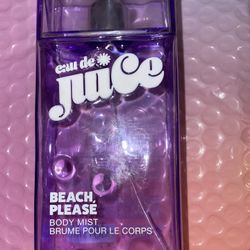 eau de
juice
BEACH,
PLEASE
BODY MIST
BRUME POUR LE CORPS